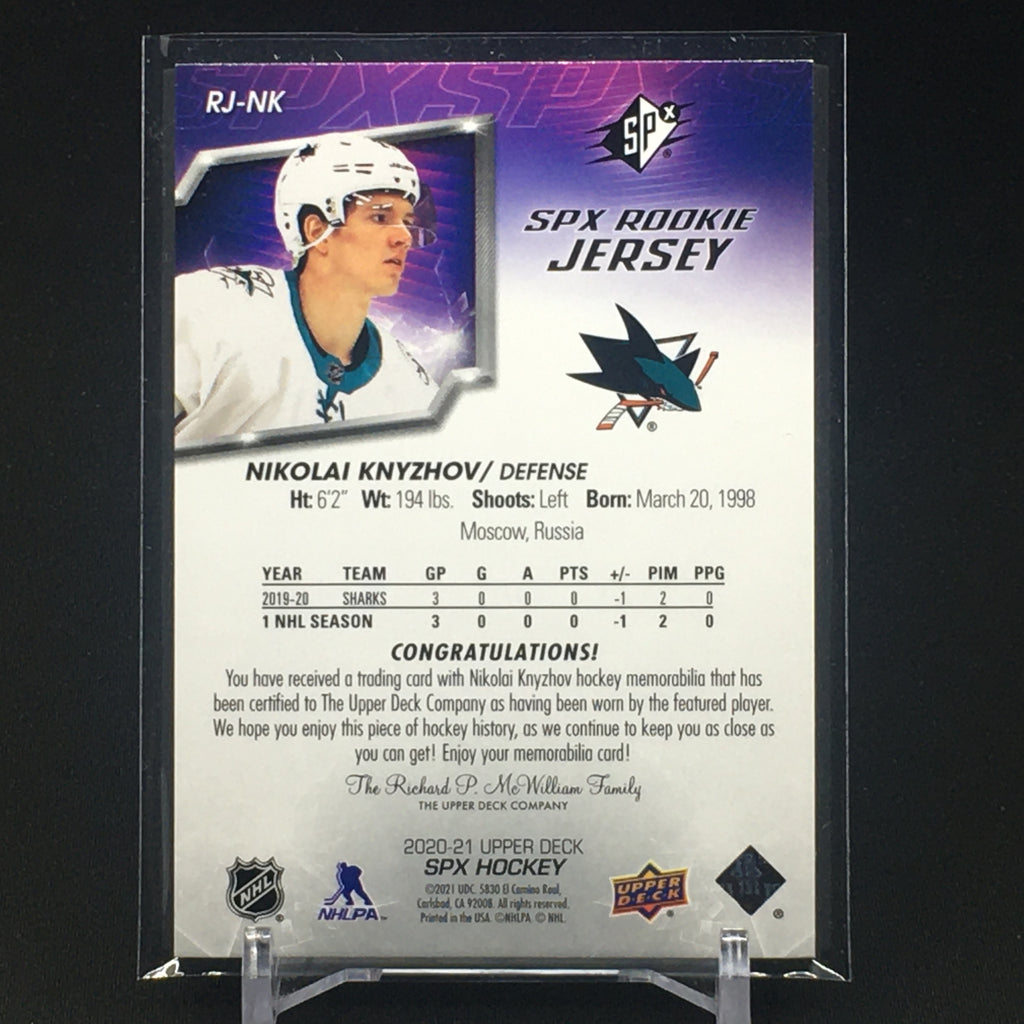 RJ-NK
SPX
SPx
SPX ROOKIE
JERSEY
NIKOLAI KNYZHOV/ DEFENSE
Ht: 6'2" Wt: 194 lbs. Shoots: Left Born: March 20, 1998
Moscow, Russia
YEAR TEAM GP G A PTS +/- PIM PPG
2019-20 SHARKS 3 0 0 0 -1 2 0
1 NHL SEASON 3 0 0 0 -1 2 0
CONGRATULATIONS!
You have received a trading card with Nikolai Knyzhov hockey memorabilia that has
been certified to The Upper Deck Company as having been worn by the featured player.
We hope you enjoy this piece of hockey history, as we continue to keep you as close as
you can get! Enjoy your memorabilia card!
The Richard P. McWilliam Family
THE UPPER DECK COMPANY
2020-21 UPPER DECK
SPX HOCKEY
©2021 UDC. 5830 El Camino Real,
Carlsbad, CA 92008. All rights reserved.
Printed in the USA. ©NHLPA © NHL.
NHL
NHLPA
UPPER
DECK